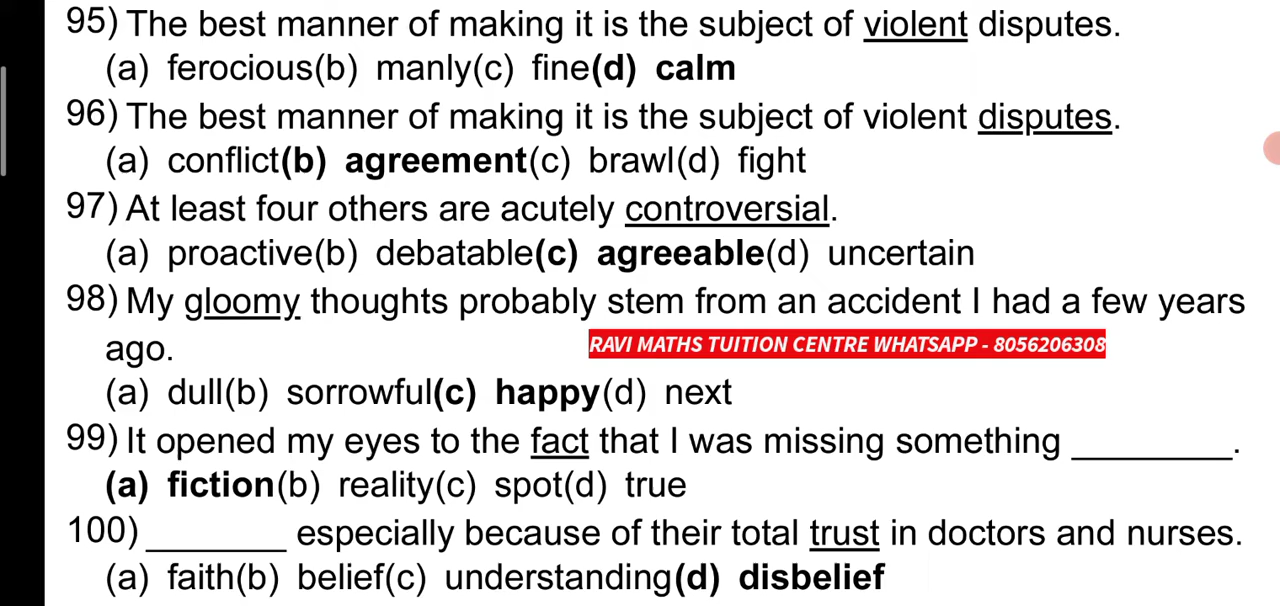 95) The best manner of making it is the subject of violent disputes.
(a) ferocious(b) manly(c) fine(d) calm
96) The best manner of making it is the subject of violent disputes.
(a) conflict(b) agreement(c) brawl(d) fight
97) At least four others are acutely controversial.
(a) proactive(b) debatable(c) agreeable(d) uncertain
98) My gloomy thoughts probably stem from an accident I had a few years
ago.
RAVI MATHS TUITION CENTRE WHATSAPP - 8056206308
(a) dull(b) sorrowful(c) happy(d) next
99) It opened my eyes to the fact that I was missing something ________.
(a) fiction(b) reality(c) spot(d) true
100) _______ especially because of their total trust in doctors and nurses.
(a) faith(b) belief(c) understanding(d) disbelief